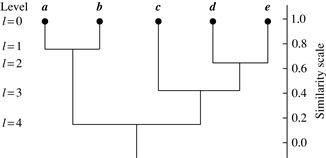 Level a b c d e
l=0 1.0
l=1 0.8
l=2 0.6
l=3 0.4
l=4 0.2
0.0
Similarity scale